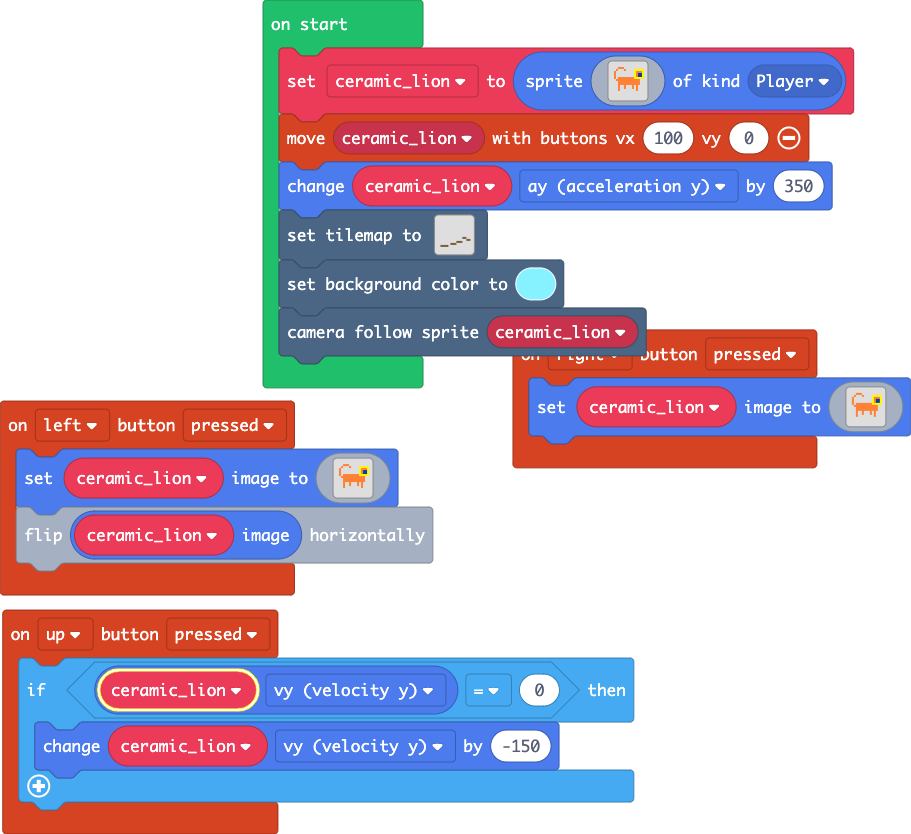 on start
set ceramic_lion to sprite of kind Player
move ceramic_lion with buttons vx 100 vy 0
change ceramic_lion ay (acceleration y) by 350
set tilemap to
set background color to
camera follow sprite ceramic_lion
on right button pressed
set ceramic_lion image to
on left button pressed
set ceramic_lion image to
flip ceramic_lion image horizontally
on up button pressed
if ceramic_lion vy (velocity y) = 0 then
change ceramic_lion vy (velocity y) by -150